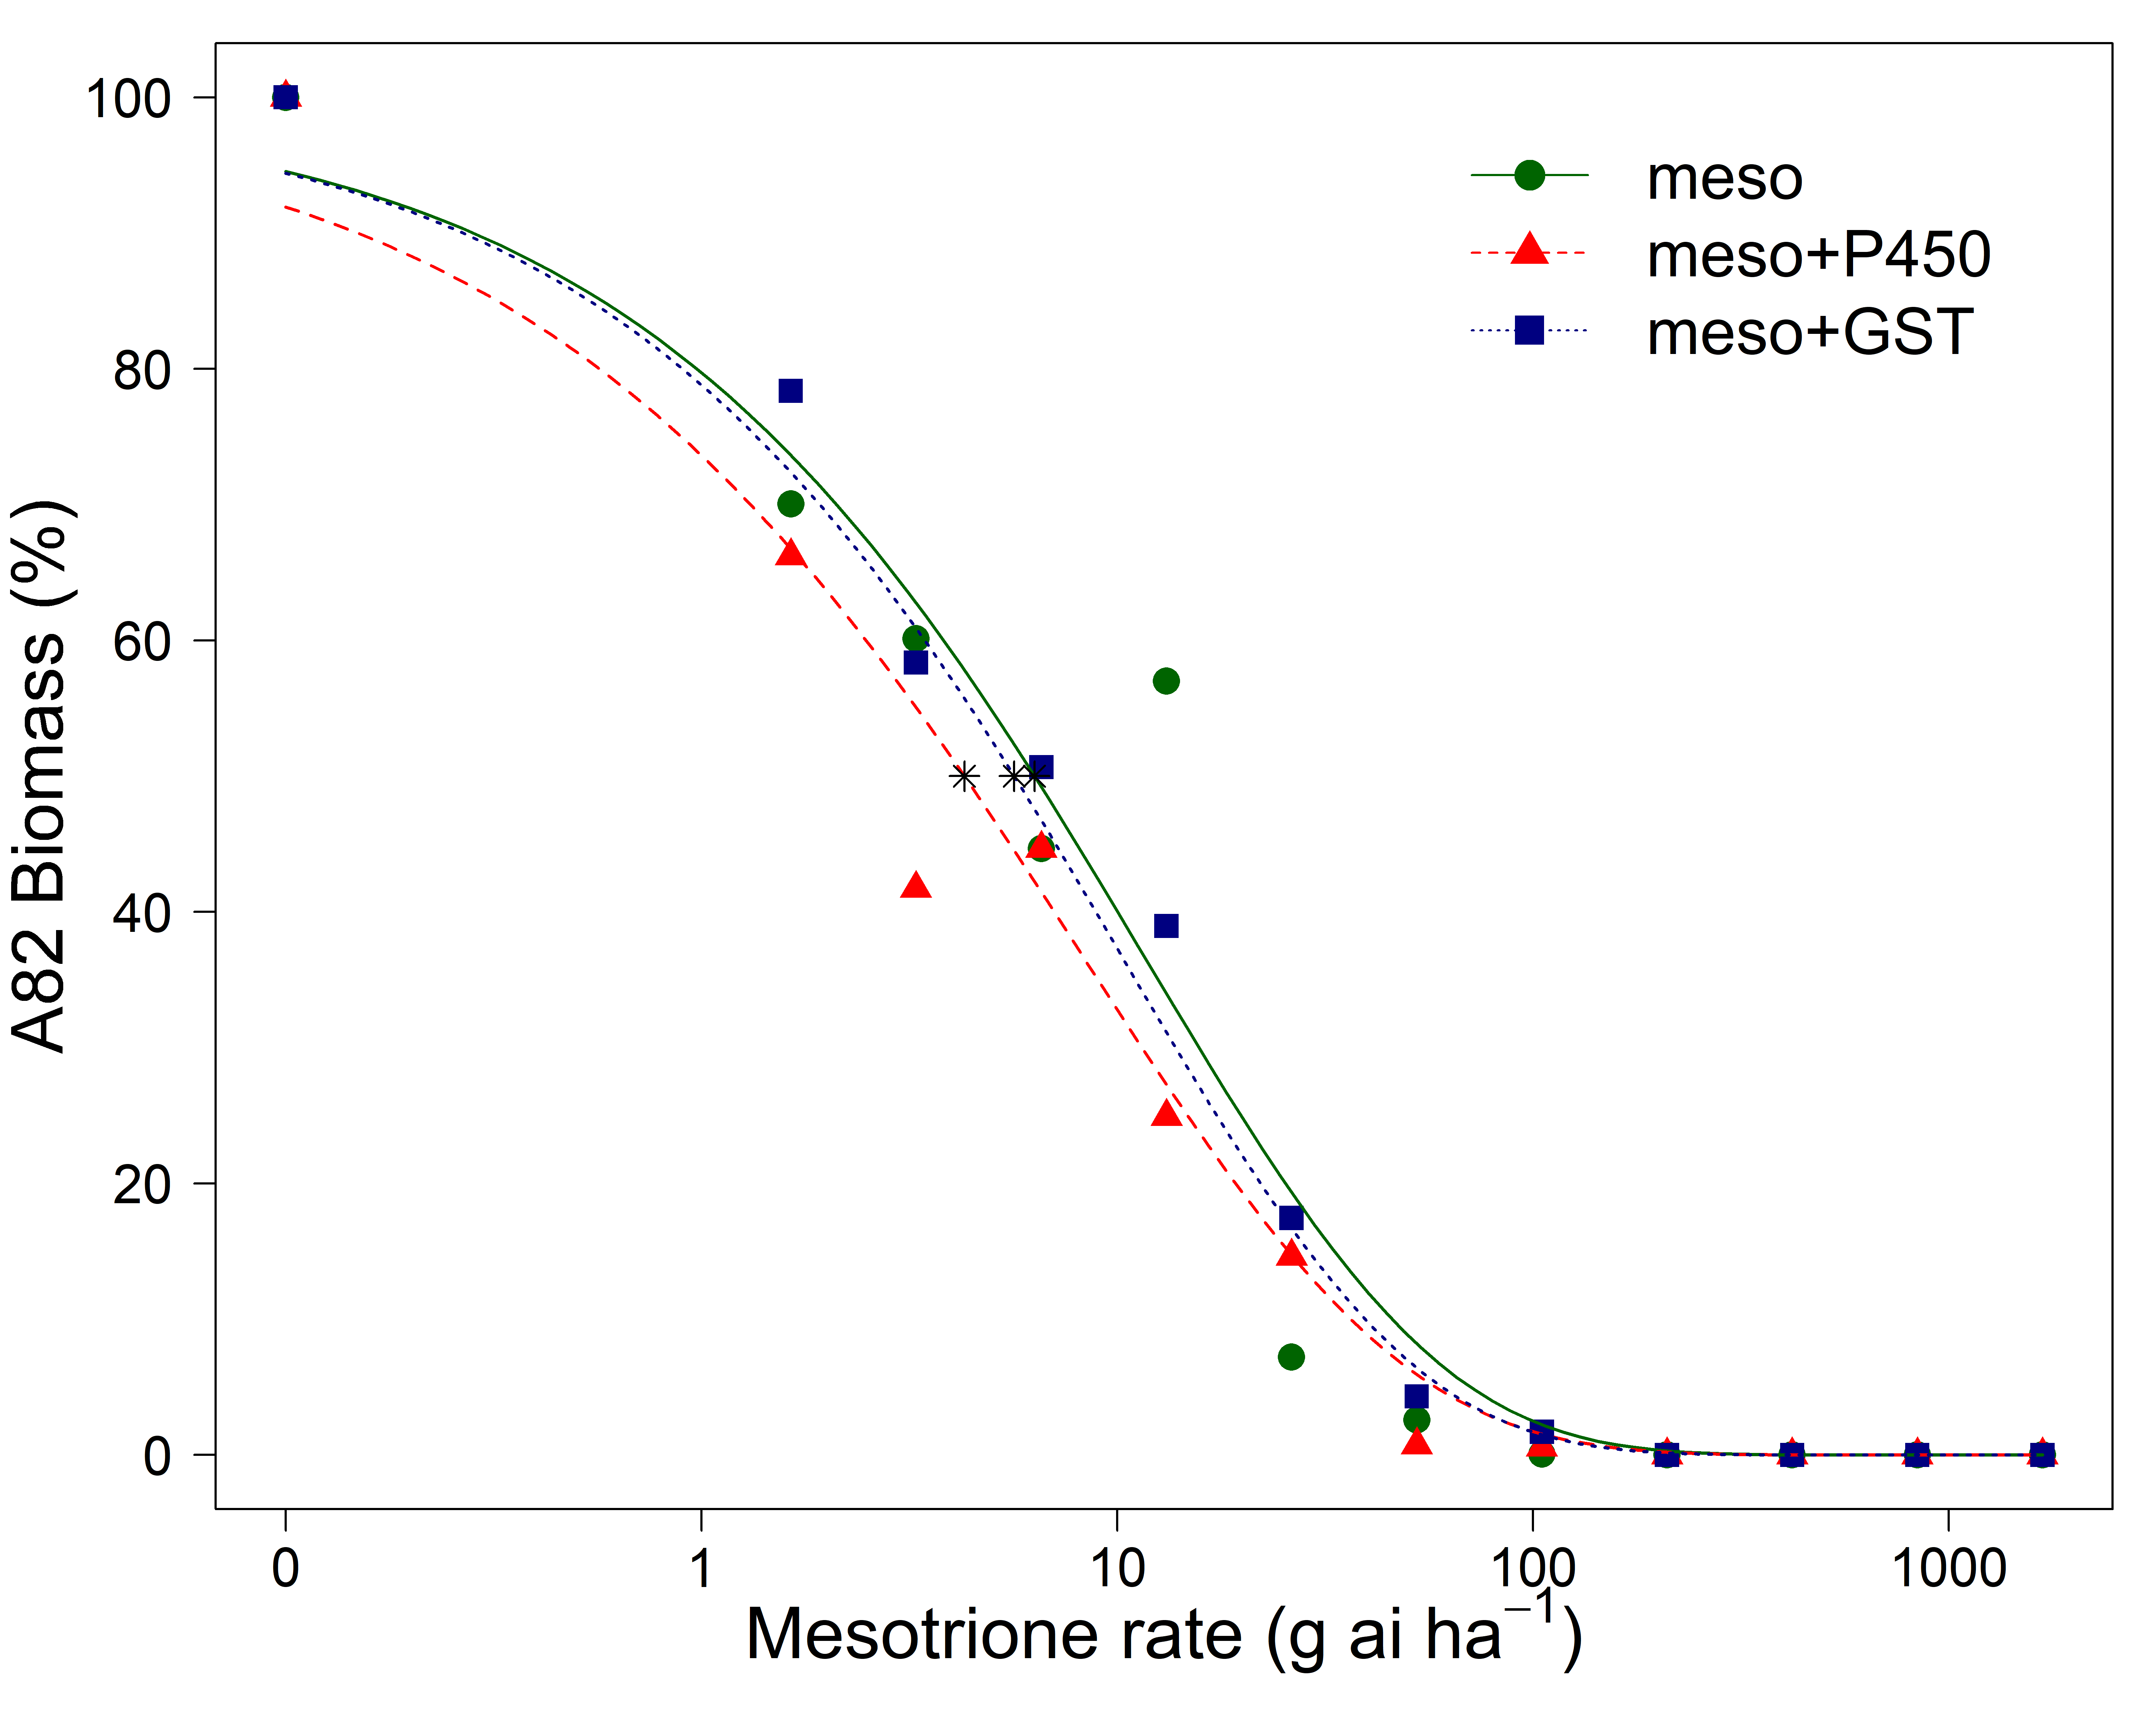 100
80
60
40
20
0
A82 Biomass (%)
meso
meso+P450
meso+GST
0 1 10 100 1000
Mesotrione rate (g ai ha⁻¹)